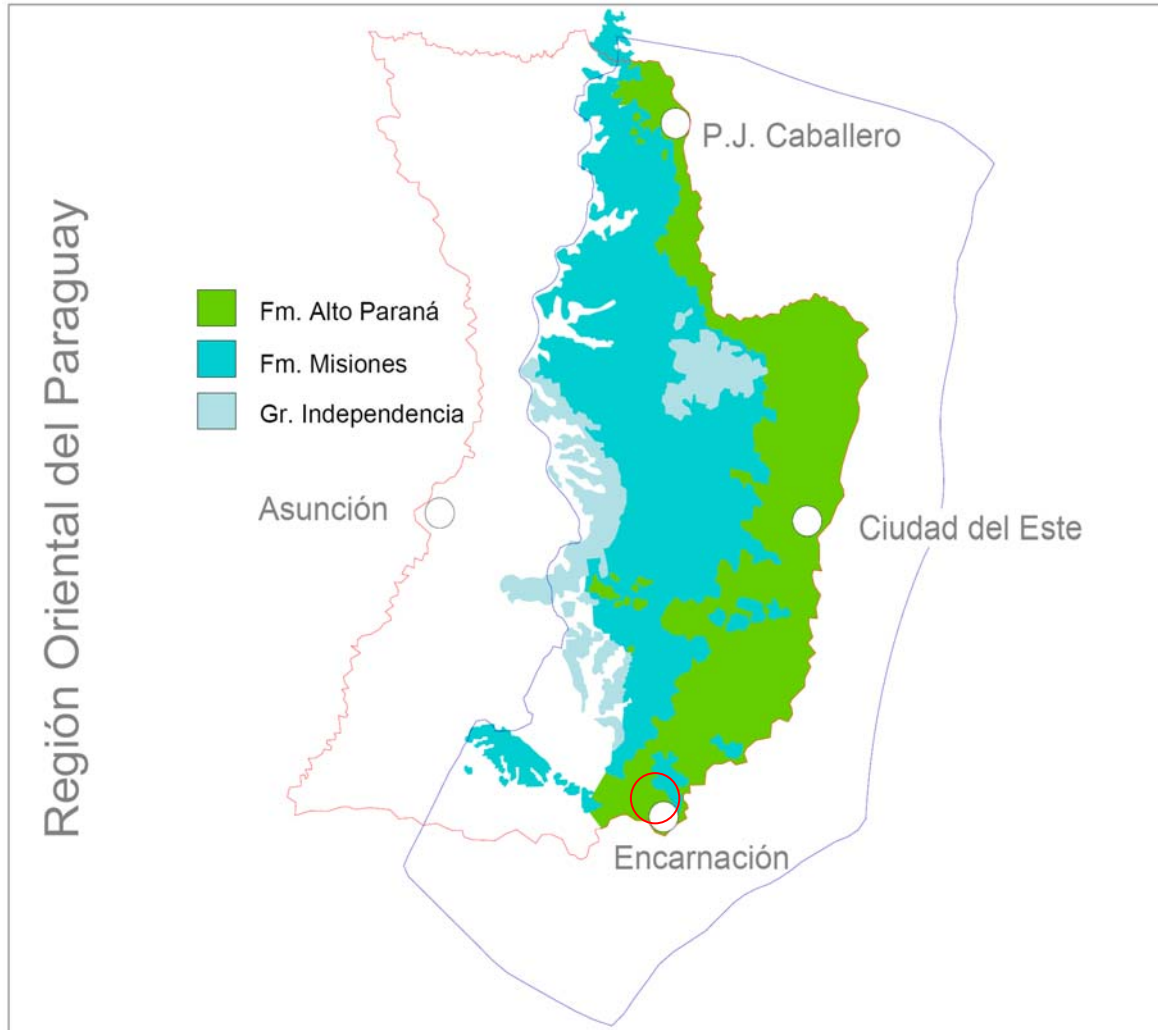 Región Oriental del Paraguay
P.J. Caballero
Fm. Alto Paraná
Fm. Misiones
Gr. Independencia
Asunción
Ciudad del Este
Encarnación